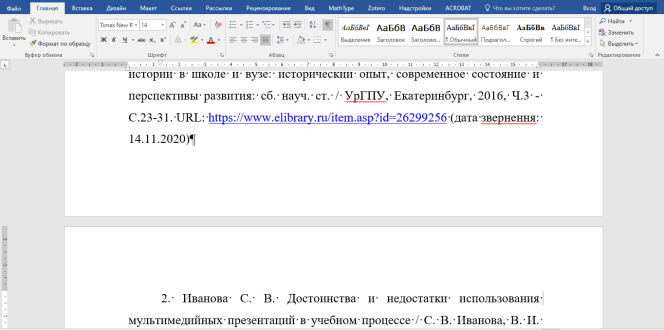 Файл Главная Вставка Дизайн Макет Ссылки Рассылки Рецензирование Вид MathType Zotero Надстройки ACROBAT Что вы хотите сделать? Вход Общий доступ
Вставить
Вырезать
Копировать
Формат по образцу
Буфер обмена
Times New R 14
Ж К Ч abc x₂ x²
Шрифт
Абзац
АаБбВвГ АаБбВ АаБбВ АаБбВвГ АаБбВвГ АаБбВв АаБбВвГ
Выделение Заголовок Заголово... ¶ Обычный Подзагол... Строгий ¶ Без инте...
Стили
Найти
Заменить
Выделить
Редактирование
истории в школе и вузе: исторический опыт, современное состояние и
перспективы развития: сб. науч. ст. / УрГПУ, Екатеринбург, 2016, Ч.3 -
С.23-31. URL: https://www.elibrary.ru/item.asp?id=26299256 (дата звернення:
14.11.2020)¶
2. Иванова С. В. Достоинства и недостатки использования
мультимедийных презентаций в учебном процессе / С. В. Иванова, В. И.